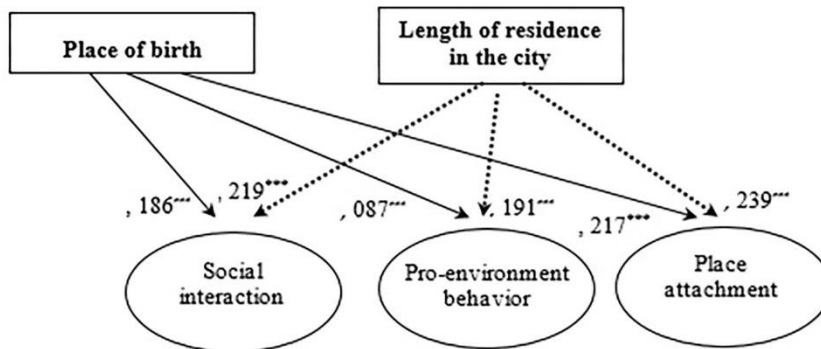 Place of birth
Length of residence
in the city
, 186***
, 219***
, 087***
, 191***
, 217***
, 239***
Social
interaction
Pro-environment
behavior
Place
attachment